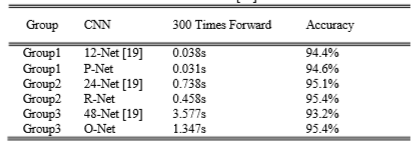 Group CNN 300 Times Forward Accuracy
Group1 12-Net [19] 0.038s 94.4%
Group1 P-Net 0.031s 94.6%
Group2 24-Net [19] 0.738s 95.1%
Group2 R-Net 0.458s 95.4%
Group3 48-Net [19] 3.577s 93.2%
Group3 O-Net 1.347s 95.4%